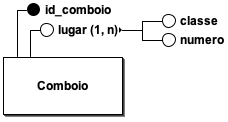 id_comboio
classe
lugar (1, n)
numero
Comboio